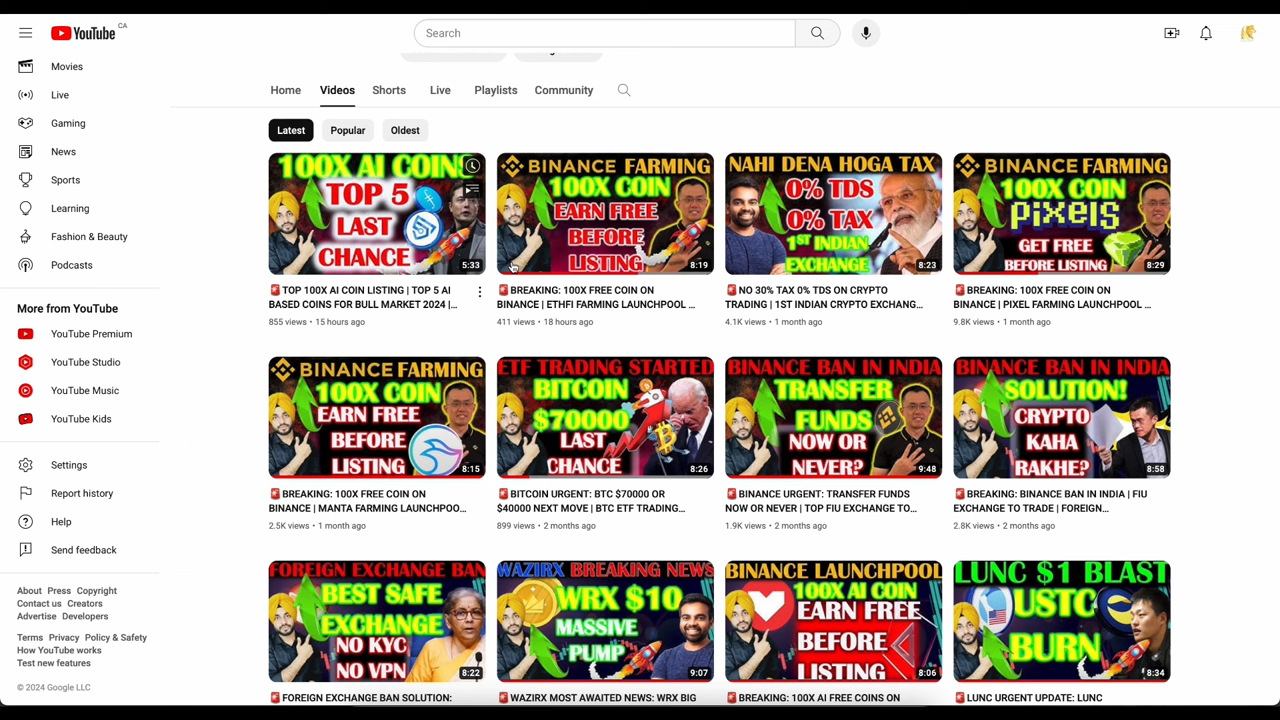 YouTube CA
Search
Movies
Live
Gaming
News
Sports
Learning
Fashion & Beauty
Podcasts
More from YouTube
YouTube Premium
YouTube Studio
YouTube Music
YouTube Kids
Settings
Report history
Help
Send feedback
About Press Copyright
Contact us Creators
Advertise Developers
Terms Privacy Policy & Safety
How YouTube works
Test new features
© 2024 Google LLC
Home Videos Shorts Live Playlists Community
Latest Popular Oldest
100X AI COINS
TOP 5
LAST
CHANCE
5:33
🚨TOP 100X AI COIN LISTING | TOP 5 AI
BASED COINS FOR BULL MARKET 2024 |...
855 views • 15 hours ago
BINANCE FARMING
100X COIN
EARN FREE
BEFORE
LISTING
8:19
🚨BREAKING: 100X FREE COIN ON
BINANCE | ETHFI FARMING LAUNCHPOOL ...
411 views • 18 hours ago
NAHI DENA HOGA TAX
0% TDS
0% TAX
1ST INDIAN
EXCHANGE
8:23
🚨NO 30% TAX 0% TDS ON CRYPTO
TRADING | 1ST INDIAN CRYPTO EXCHANG...
4.1K views • 1 month ago
BINANCE FARMING
100X COIN
PIXELS
GET FREE
BEFORE LISTING
8:29
🚨BREAKING: 100X FREE COIN ON
BINANCE | PIXEL FARMING LAUNCHPOOL ...
9.8K views • 1 month ago
BINANCE FARMING
100X COIN
EARN FREE
BEFORE
LISTING
8:15
🚨BREAKING: 100X FREE COIN ON
BINANCE | MANTA FARMING LAUNCHPOO...
2.5K views • 1 month ago
ETF TRADING STARTED
BITCOIN
$70000
LAST
CHANCE
8:26
🚨BITCOIN URGENT: BTC $70000 OR
$40000 NEXT MOVE | BTC ETF TRADING...
899 views • 2 months ago
BINANCE BAN IN INDIA
TRANSFER
FUNDS
NOW OR
NEVER?
9:48
🚨BINANCE URGENT: TRANSFER FUNDS
NOW OR NEVER | TOP FIU EXCHANGE TO...
1.9K views • 2 months ago
BINANCE BAN IN INDIA
SOLUTION!
CRYPTO
KAHA
RAKHE?
8:58
🚨BREAKING: BINANCE BAN IN INDIA | FIU
EXCHANGE TO TRADE | FOREIGN...
2.8K views • 2 months ago
FOREIGN EXCHANGE BAN
BEST SAFE
EXCHANGE
NO KYC
NO VPN
8:22
🚨FOREIGN EXCHANGE BAN SOLUTION:
WAZIRX BREAKING NEWS
WRX $10
MASSIVE
PUMP
9:07
🚨WAZIRX MOST AWAITED NEWS: WRX BIG
BINANCE LAUNCHPOOL
100X AI COIN
EARN FREE
BEFORE
LISTING
8:06
🚨BREAKING: 100X AI FREE COINS ON
LUNC $1 BLAST
USTC
BURN
8:34
🚨LUNC URGENT UPDATE: LUNC